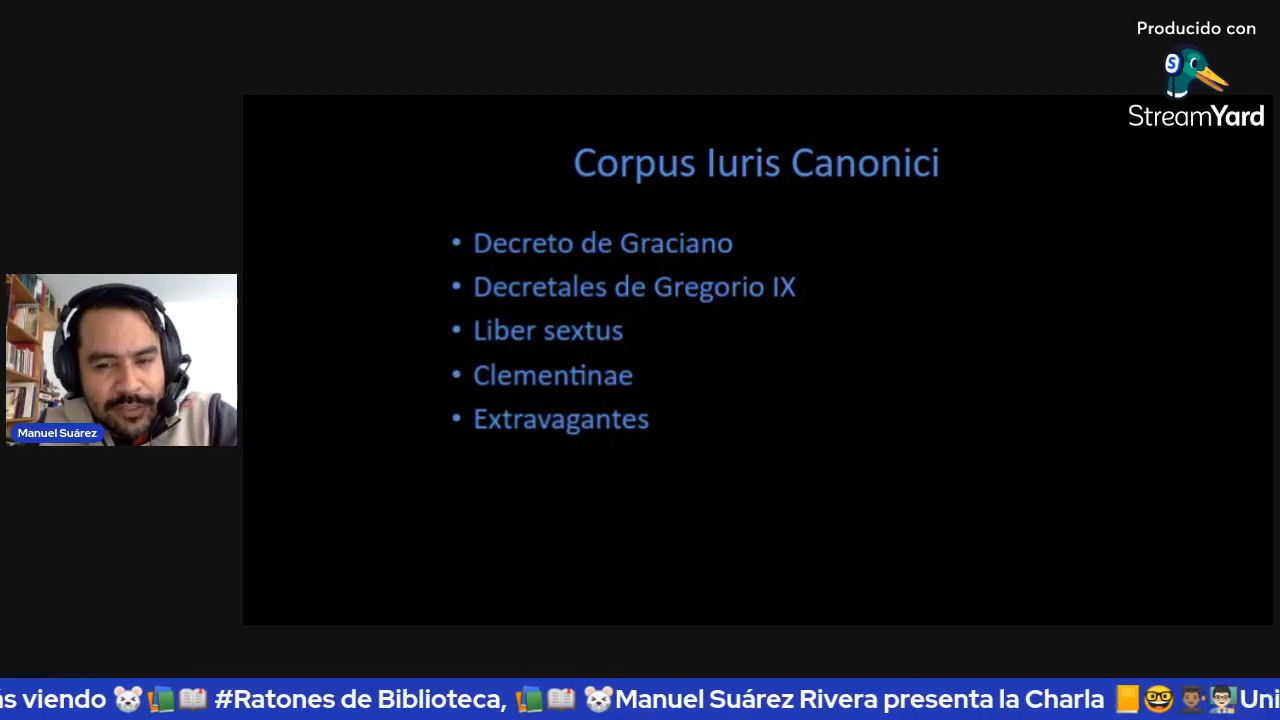 Producido con
StreamYard
Corpus Iuris Canonici
• Decreto de Graciano
• Decretales de Gregorio IX
• Liber sextus
• Clementinae
• Extravagantes
Manuel Suárez
viendo 🐭📚📖 #Ratones de Biblioteca, 📚📖 🐭Manuel Suárez Rivera presenta la Charla 📒🤓👨🏾‍🏫👨🏻‍🏫